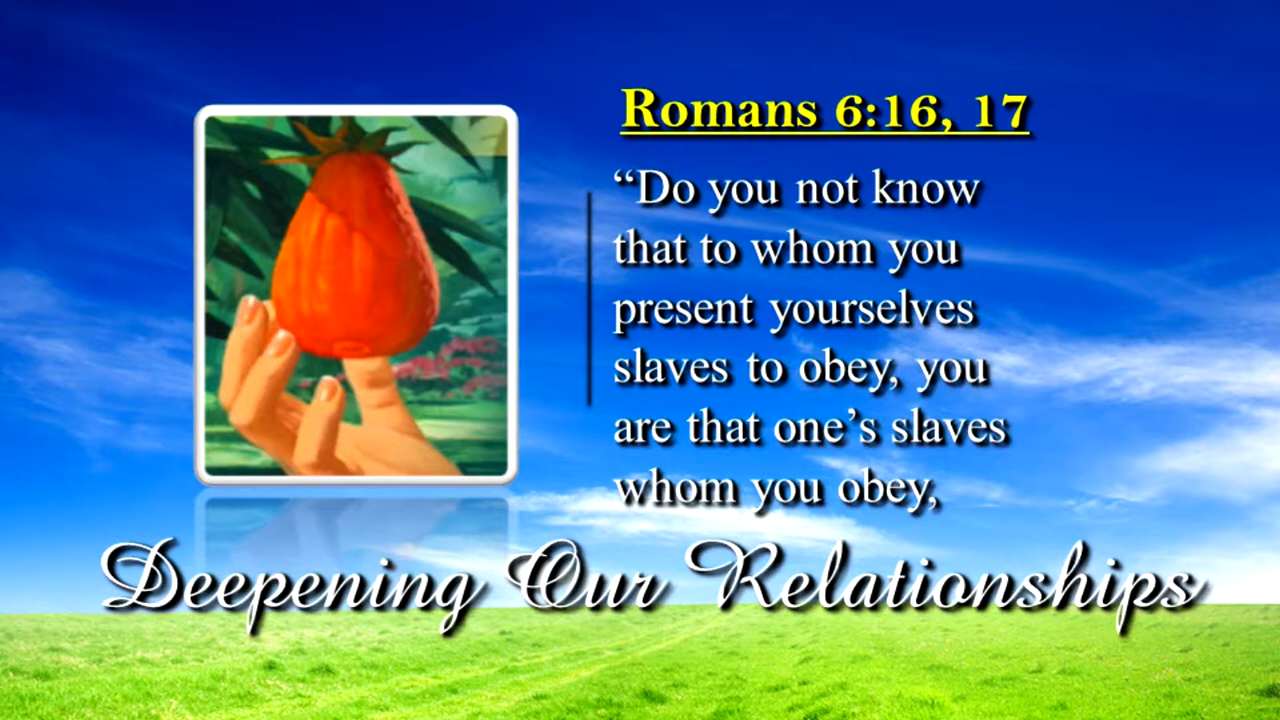 Romans 6:16, 17
“Do you not know
that to whom you
present yourselves
slaves to obey, you
are that one’s slaves
whom you obey,
Deepening Our Relationships